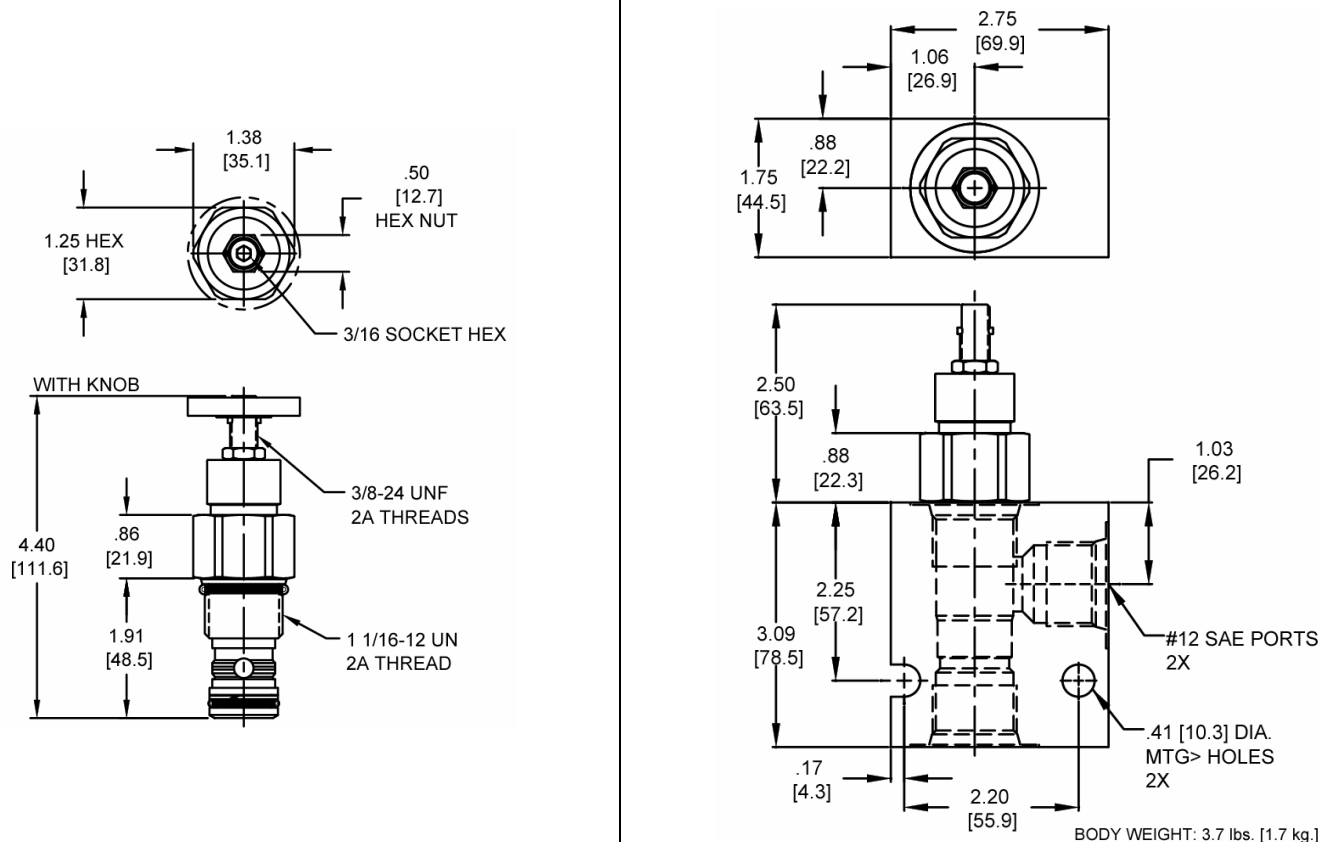 1.38
[35.1]
.50
[12.7]
HEX NUT
1.25 HEX
[31.8]
3/16 SOCKET HEX
WITH KNOB
3/8-24 UNF
2A THREADS
.86
[21.9]
4.40
[111.6]
1.91
[48.5]
1 1/16-12 UN
2A THREAD
2.75
[69.9]
1.06
[26.9]
.88
[22.2]
1.75
[44.5]
2.50
[63.5]
.88
[22.3]
1.03
[26.2]
2.25
[57.2]
3.09
[78.5]
#12 SAE PORTS
2X
.41 [10.3] DIA.
MTG> HOLES
2X
.17
[4.3]
2.20
[55.9]
BODY WEIGHT: 3.7 lbs. [1.7 kg.]